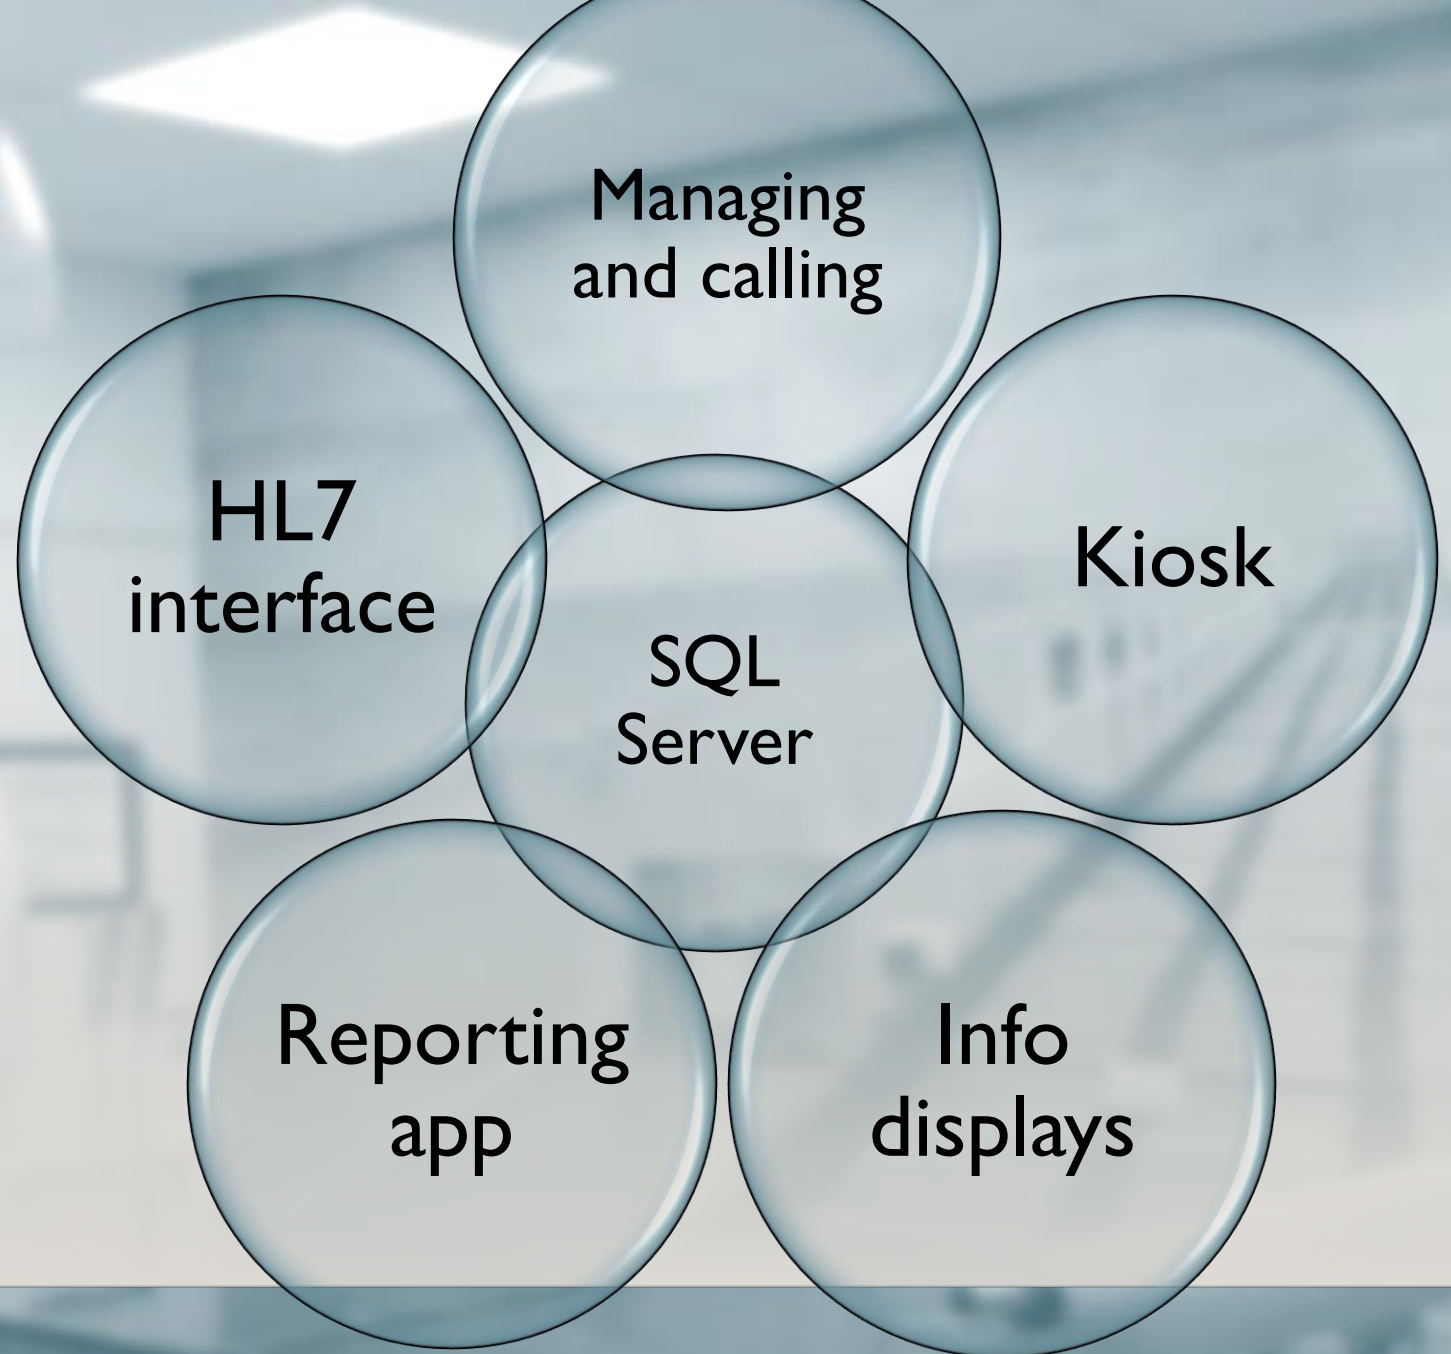 Managing
and calling
HL7
interface
Kiosk
SQL
Server
Reporting
app
Info
displays